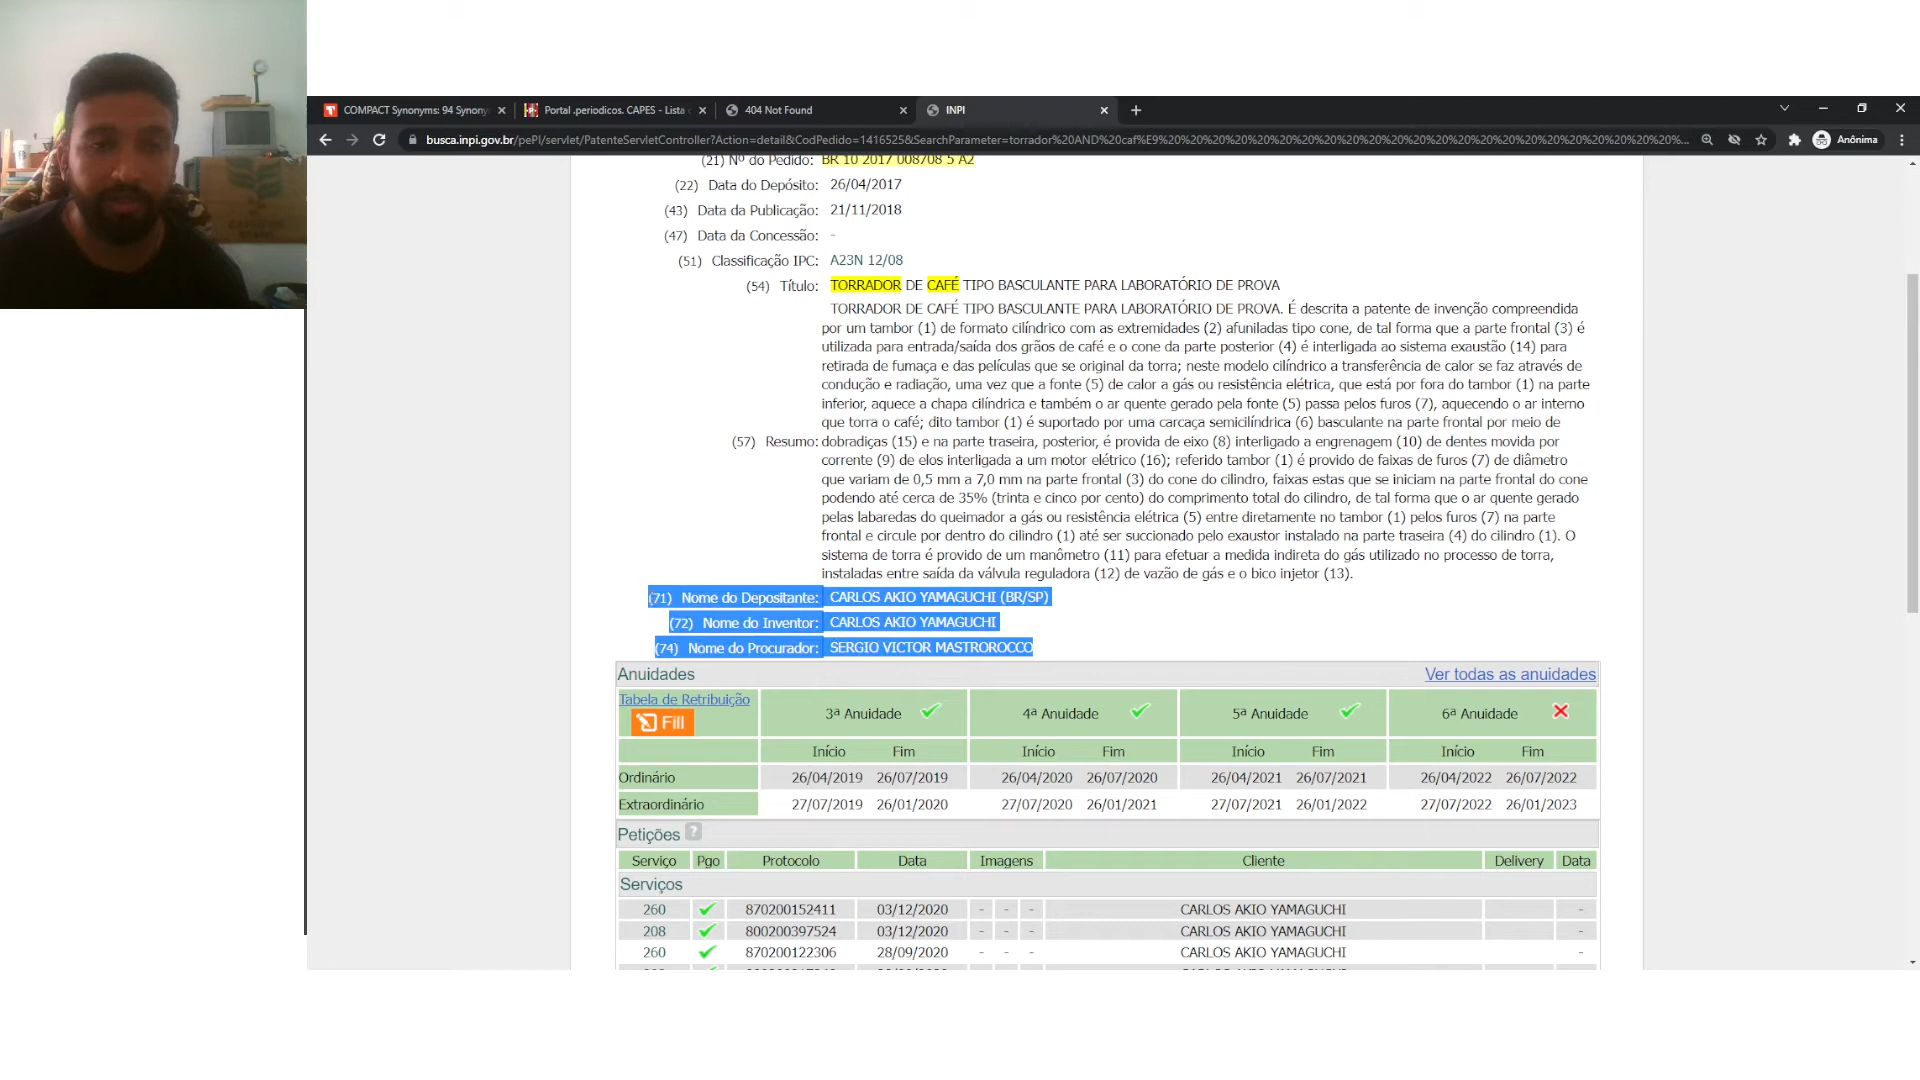 COMPACT Synonyms: 94 Synony
Portal .periodicos. CAPES - Lista
404 Not Found
INPI
busca.inpi.gov.br/pePI/servlet/PatenteServletController?Action=detail&CodPedido=1416525&SearchParameter=torrador%20AND%20caf%E9%20%20%20%20%20%20%20%20%20%20%20%20%20%20%20%20%20%20%20%20%20%20%20%...
Anônima
(21) Nº do Pedido: BR 10 2017 008708 5 A2
(22) Data do Depósito: 26/04/2017
(43) Data da Publicação: 21/11/2018
(47) Data da Concessão: -
(51) Classificação IPC: A23N 12/08
(54) Título: TORRADOR DE CAFÉ TIPO BASCULANTE PARA LABORATÓRIO DE PROVA
TORRADOR DE CAFÉ TIPO BASCULANTE PARA LABORATÓRIO DE PROVA. É descrita a patente de invenção compreendida
por um tambor (1) de formato cilíndrico com as extremidades (2) afuniladas tipo cone, de tal forma que a parte frontal (3) é
utilizada para entrada/saída dos grãos de café e o cone da parte posterior (4) é interligada ao sistema exaustão (14) para
retirada de fumaça e das películas que se original da torra; neste modelo cilíndrico a transferência de calor se faz através de
condução e radiação, uma vez que a fonte (5) de calor a gás ou resistência elétrica, que está por fora do tambor (1) na parte
inferior, aquece a chapa cilíndrica e também o ar quente gerado pela fonte (5) passa pelos furos (7), aquecendo o ar interno
que torra o café; dito tambor (1) é suportado por uma carcaça semicilíndrica (6) basculante na parte frontal por meio de
(57) Resumo: dobradiças (15) e na parte traseira, posterior, é provida de eixo (8) interligado a engrenagem (10) de dentes movida por
corrente (9) de elos interligada a um motor elétrico (16); referido tambor (1) é provido de faixas de furos (7) de diâmetro
que variam de 0,5 mm a 7,0 mm na parte frontal (3) do cone do cilindro, faixas estas que se iniciam na parte frontal do cone
podendo até cerca de 35% (trinta e cinco por cento) do comprimento total do cilindro, de tal forma que o ar quente gerado
pelas labaredas do queimador a gás ou resistência elétrica (5) entre diretamente no tambor (1) pelos furos (7) na parte
frontal e circule por dentro do cilindro (1) até ser succionado pelo exaustor instalado na parte traseira (4) do cilindro (1). O
sistema de torra é provido de um manômetro (11) para efetuar a medida indireta do gás utilizado no processo de torra,
instaladas entre saída da válvula reguladora (12) de vazão de gás e o bico injetor (13).
(71) Nome do Depositante: CARLOS AKIO YAMAGUCHI (BR/SP)
(72) Nome do Inventor: CARLOS AKIO YAMAGUCHI
(74) Nome do Procurador: SERGIO VICTOR MASTROROCCO
Anuidades Ver todas as anuidades
Tabela de Retribuição
Fill
3ª Anuidade 4ª Anuidade 5ª Anuidade 6ª Anuidade
Início Fim Início Fim Início Fim Início Fim
Ordinário 26/04/2019 26/07/2019 26/04/2020 26/07/2020 26/04/2021 26/07/2021 26/04/2022 26/07/2022
Extraordinário 27/07/2019 26/01/2020 27/07/2020 26/01/2021 27/07/2021 26/01/2022 27/07/2022 26/01/2023
Petições ?
Serviço Pgo Protocolo Data Imagens Cliente Delivery Data
Serviços
260 870200152411 03/12/2020 - - - CARLOS AKIO YAMAGUCHI -
208 800200397524 03/12/2020 - - - CARLOS AKIO YAMAGUCHI -
260 870200122306 28/09/2020 - - - CARLOS AKIO YAMAGUCHI -